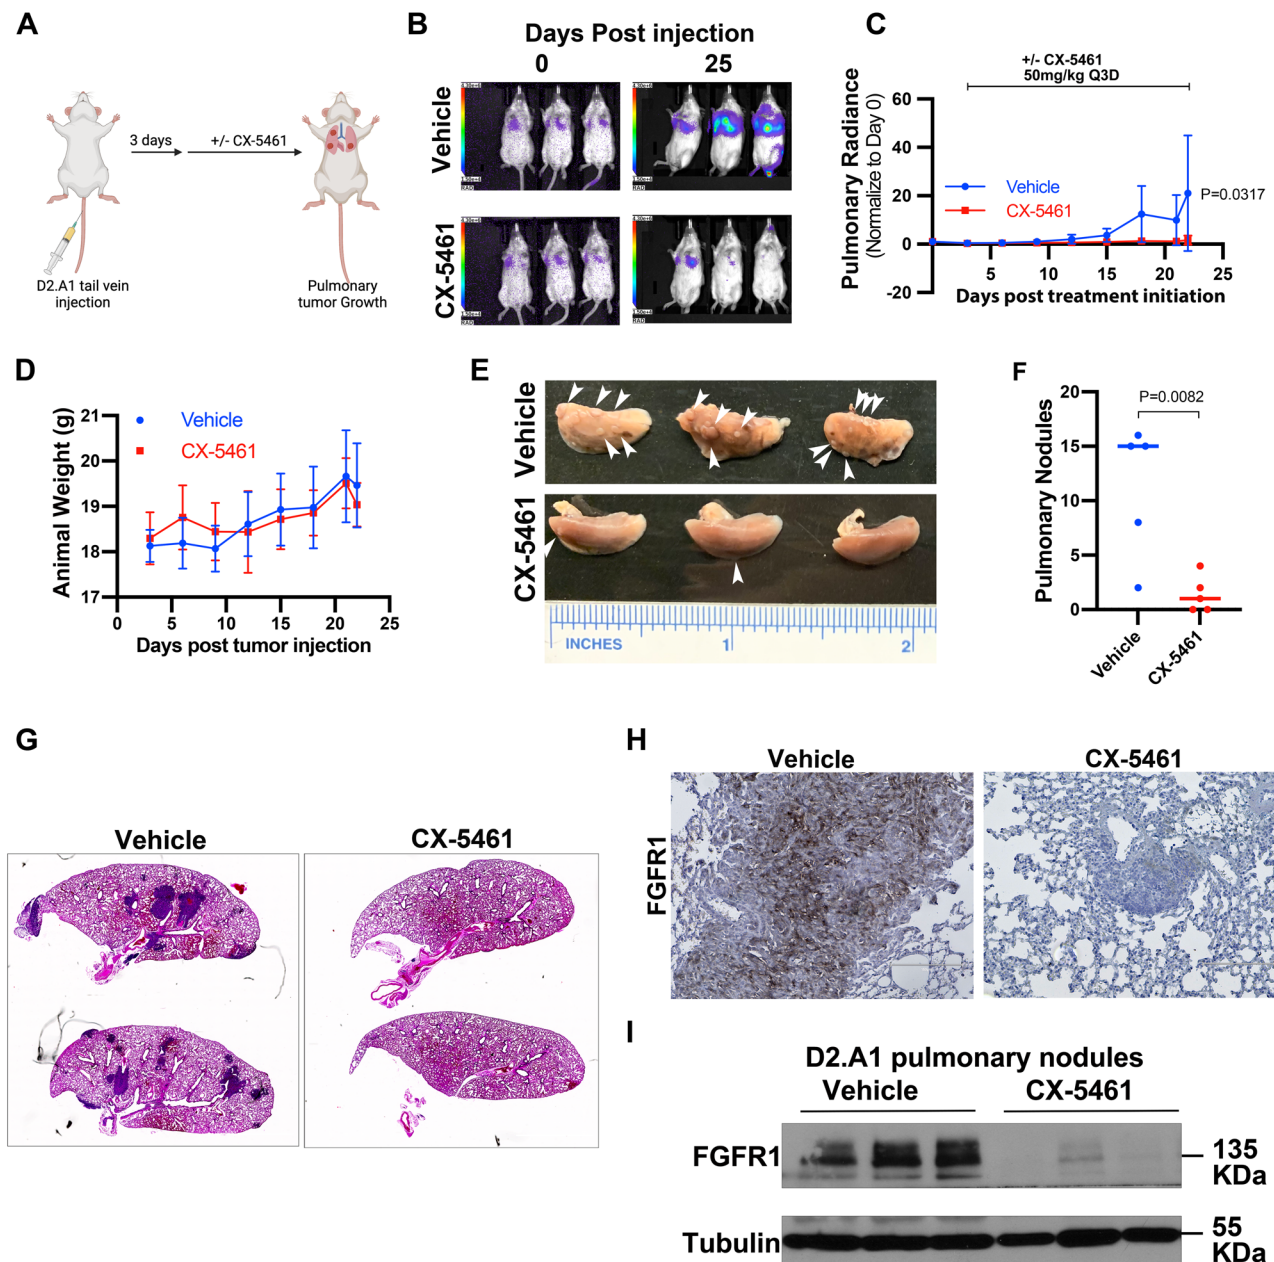 A
3 days
+/- CX-5461
D2.A1 tail vein
injection
Pulmonary
tumor Growth
B
Days Post injection
0
25
Vehicle
CX-5461
RAD
RAD
RAD
RAD
C
+/- CX-5461
50mg/kg Q3D
Pulmonary Radiance
(Normalize to Day 0)
60
40
20
0
-20
Vehicle
CX-5461
P=0.0317
5
10
15
20
25
Days post treatment initiation
D
Animal Weight (g)
21
20
19
18
17
Vehicle
CX-5461
0
5
10
15
20
25
Days post tumor injection
E
Vehicle
CX-5461
INCHES
1
2
F
Pulmonary Nodules
20
15
10
5
0
P=0.0082
Vehicle
CX-5461
G
Vehicle
CX-5461
H
Vehicle
CX-5461
FGFR1
I
D2.A1 pulmonary nodules
Vehicle
CX-5461
FGFR1
135
KDa
Tubulin
55
KDa